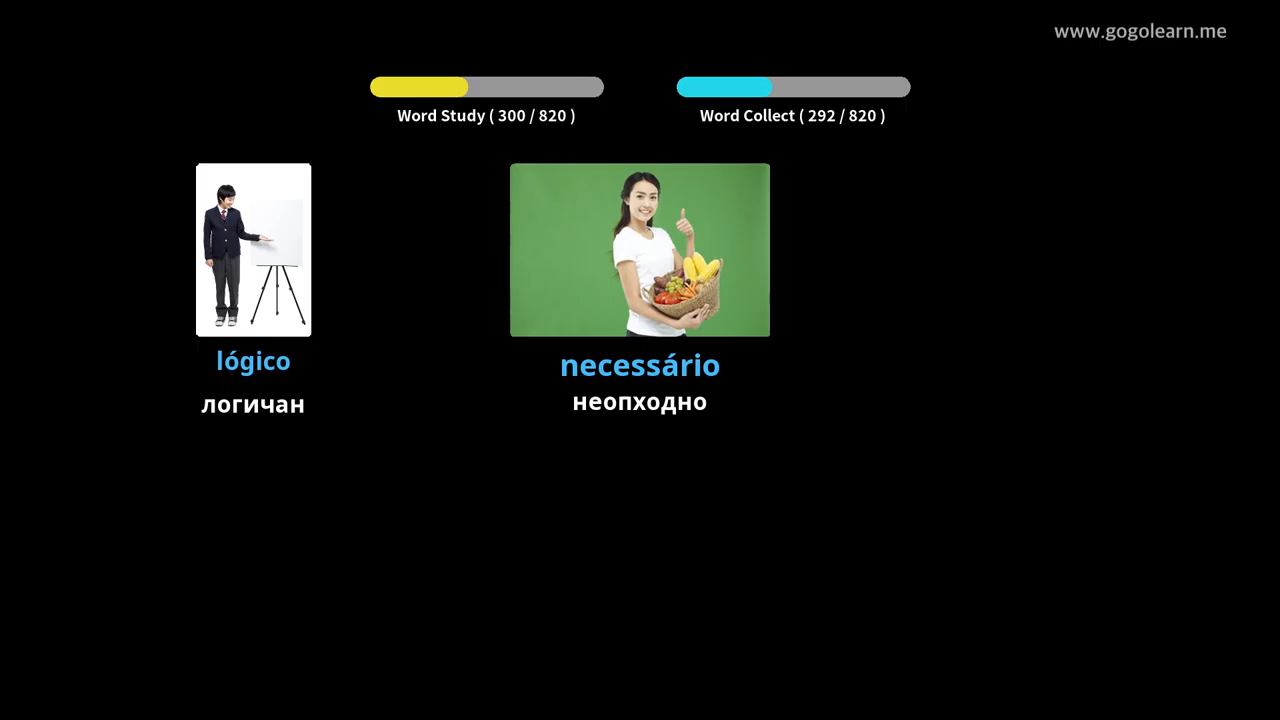 www.gogolearn.me
Word Study ( 300 / 820 )
Word Collect ( 292 / 820 )
lógico
логичан
necessário
неопходно